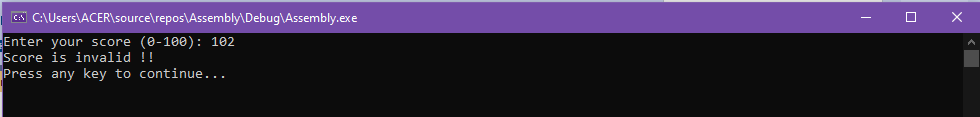 C:\Users\ACER\source\repos\Assembly\Debug\Assembly.exe
Enter your score (0-100): 102
Score is invalid !!
Press any key to continue...